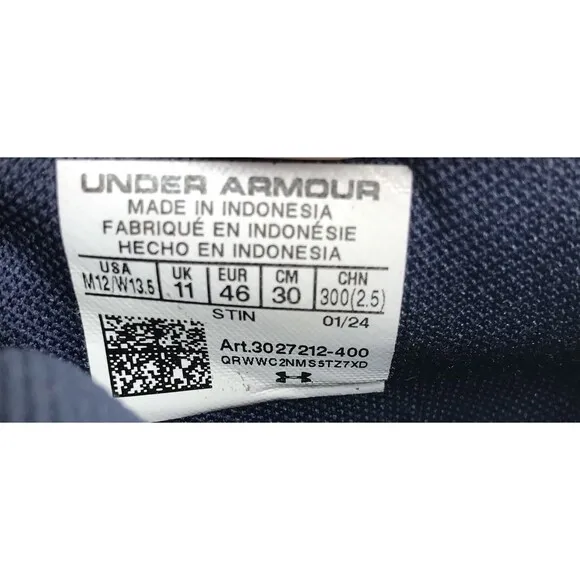 UNDER ARMOUR
MADE IN INDONESIA
FABRIQUÉ EN INDONÉSIE
HECHO EN INDONESIA
USA UK EUR CM CHN
M12/W13.5 11 46 30 300(2.5)
STIN 01/24
Art.3027212-400
QRWWC2NMS5TZ7XD